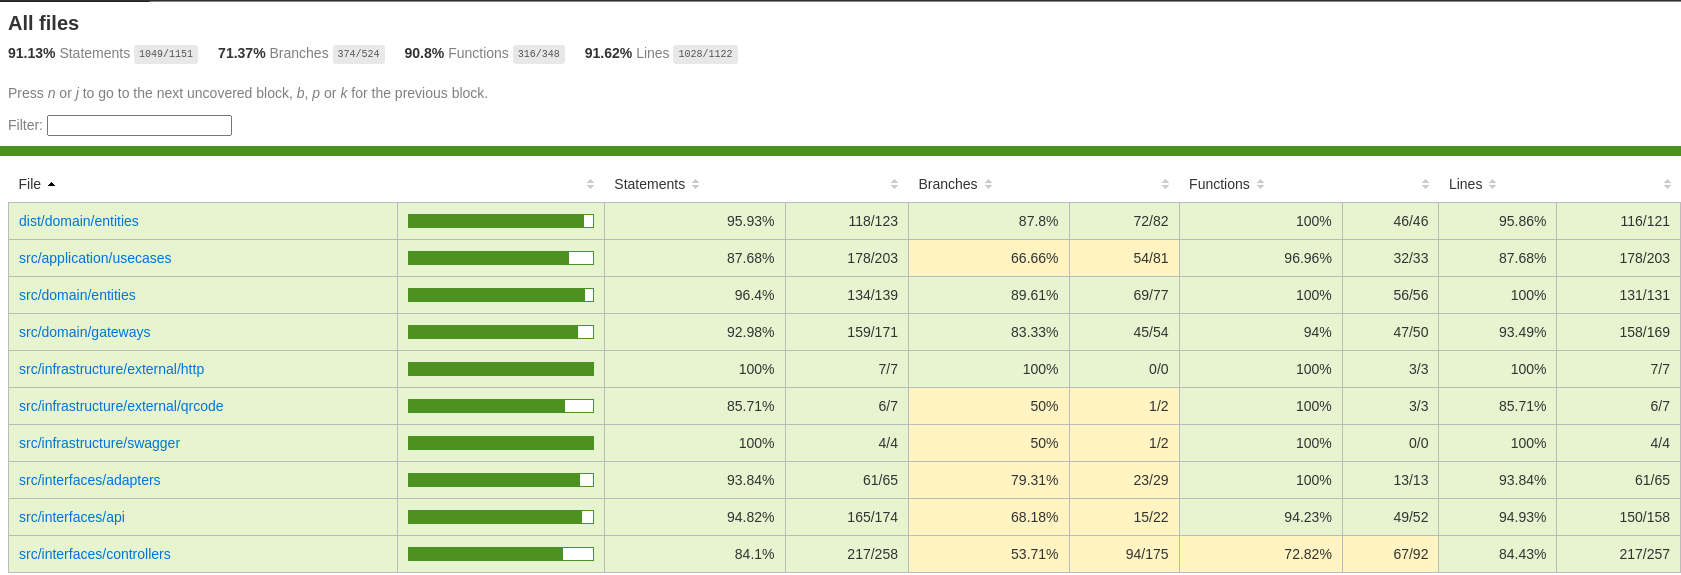 All files
91.13% Statements 1049/1151 71.37% Branches 374/524 90.8% Functions 316/348 91.62% Lines 1028/1122
Press n or j to go to the next uncovered block, b, p or k for the previous block.
Filter:
File Statements Branches Functions Lines
dist/domain/entities 95.93% 118/123 87.8% 72/82 100% 46/46 95.86% 116/121
src/application/usecases 87.68% 178/203 66.66% 54/81 96.96% 32/33 87.68% 178/203
src/domain/entities 96.4% 134/139 89.61% 69/77 100% 56/56 100% 131/131
src/domain/gateways 92.98% 159/171 83.33% 45/54 94% 47/50 93.49% 158/169
src/infrastructure/external/http 100% 7/7 100% 0/0 100% 3/3 100% 7/7
src/infrastructure/external/qrcode 85.71% 6/7 50% 1/2 100% 3/3 85.71% 6/7
src/infrastructure/swagger 100% 4/4 50% 1/2 100% 0/0 100% 4/4
src/interfaces/adapters 93.84% 61/65 79.31% 23/29 100% 13/13 93.84% 61/65
src/interfaces/api 94.82% 165/174 68.18% 15/22 94.23% 49/52 94.93% 150/158
src/interfaces/controllers 84.1% 217/258 53.71% 94/175 72.82% 67/92 84.43% 217/257